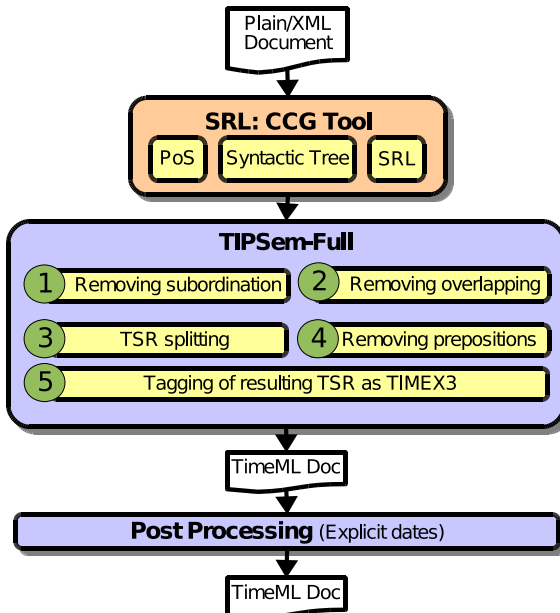 Plain/XML
Document
SRL: CCG Tool
PoS Syntactic Tree SRL
TIPSem-Full
1 Removing subordination 2 Removing overlapping
3 TSR splitting 4 Removing prepositions
5 Tagging of resulting TSR as TIMEX3
TimeML Doc
Post Processing (Explicit dates)
TimeML Doc